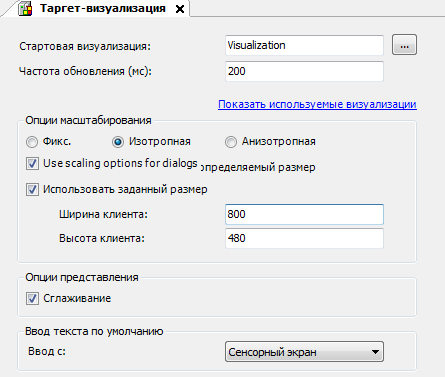 Таргет-визуализация
Стартовая визуализация: Visualization ...
Частота обновления (мс): 200
Показать используемые визуализации
Опции масштабирования
Фикс. Изотропная Анизотропная
Use scaling options for dialogs определяемый размер
Использовать заданный размер
Ширина клиента: 800
Высота клиента: 480
Опции представления
Сглаживание
Ввод текста по умолчанию
Ввод с: Сенсорный экран